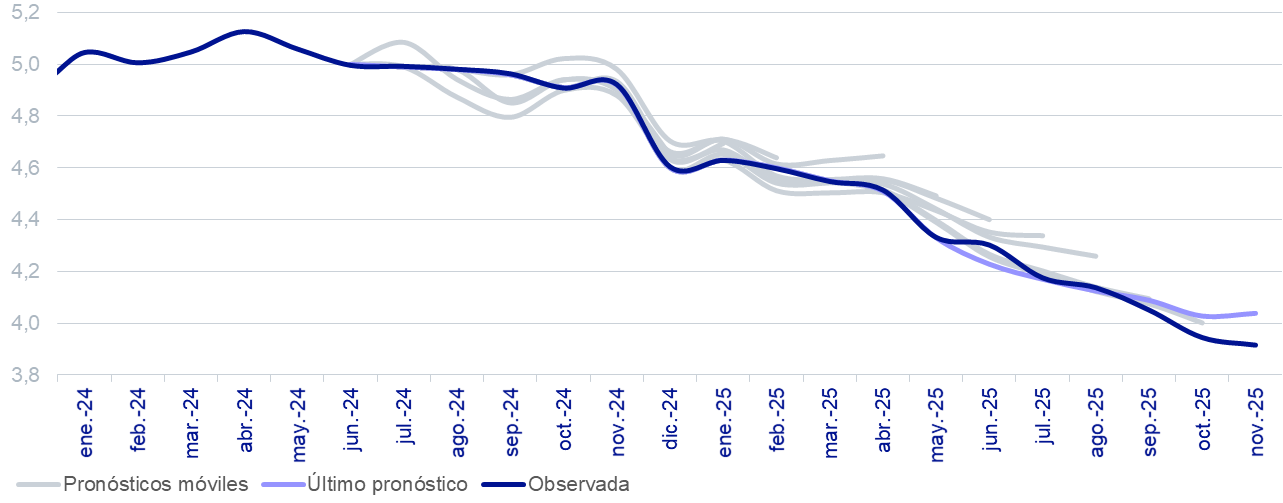 5,2
5,0
4,8
4,6
4,4
4,2
4,0
3,8
ene.-24
feb.-24
mar.-24
abr.-24
may.-24
jun.-24
jul.-24
ago.-24
sep.-24
oct.-24
nov.-24
dic.-24
ene.-25
feb.-25
mar.-25
abr.-25
may.-25
jun.-25
jul.-25
ago.-25
sep.-25
oct.-25
nov.-25
Pronósticos móviles Último pronóstico Observada